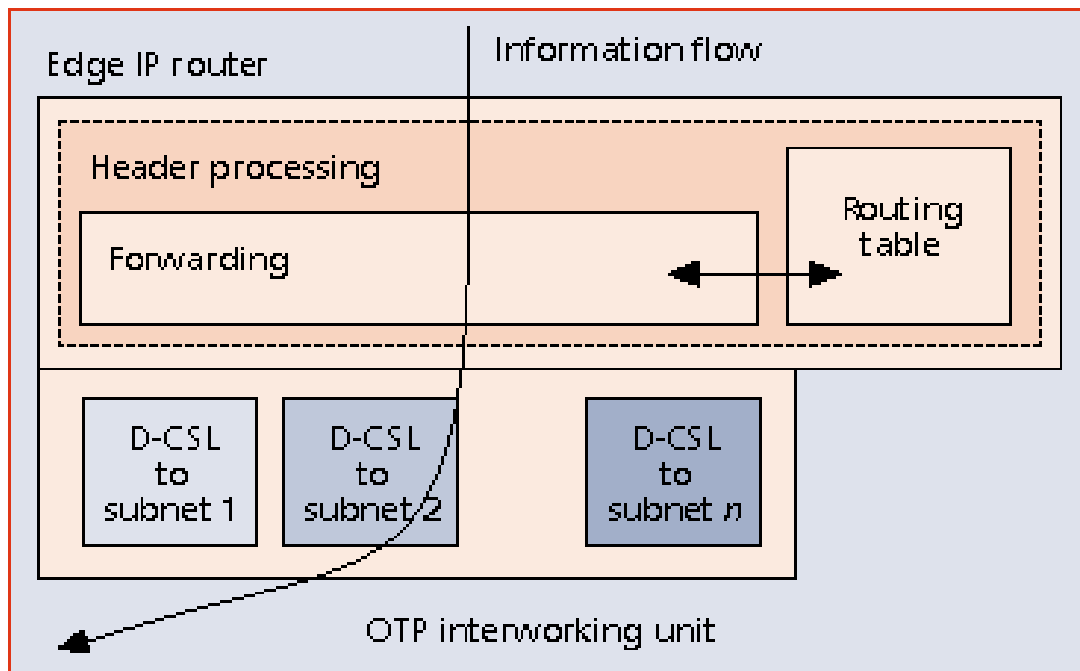 Edge IP router
Information flow
Header processing
Routing
table
Forwarding
D-CSL
to
subnet 1
D-CSL
to
subnet 2
D-CSL
to
subnet n
OTP interworking unit